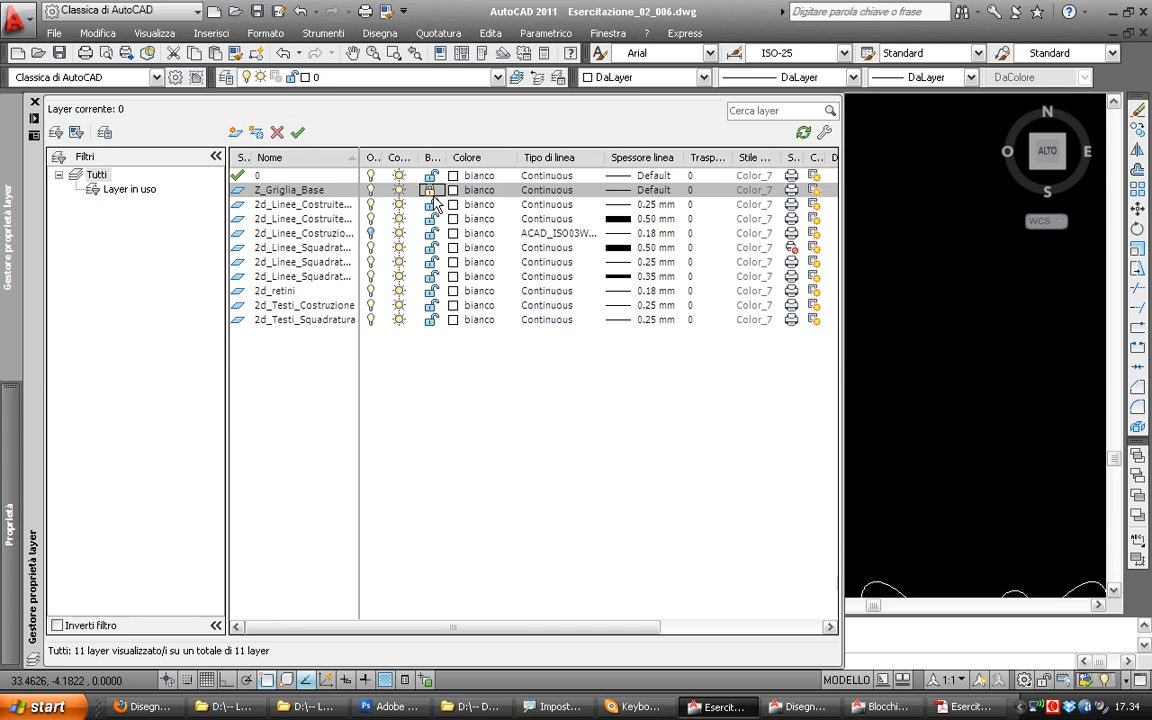 Classica di AutoCAD
AutoCAD 2011 Esercitazione_02_006.dwg
Digitare parola chiave o frase
File Modifica Visualizza Inserisci Formato Strumenti Disegna Quotatura Edita Parametrico Finestra ? Express
Arial ISO-25 Standard Standard
Classica di AutoCAD 0 DaLayer DaLayer DaLayer DaColore
Layer corrente: 0
Cerca layer
Filtri
Tutti
Layer in uso
S.. Nome O.. Co... B... Colore Tipo di linea Spessore linea Trasp... Stile ... S.. C.. D
0 bianco Continuous Default 0 Color_7
Z_Griglia_Base bianco Continuous Default 0 Color_7
2d_Linee_Costruite... bianco Continuous 0.25 mm 0 Color_7
2d_Linee_Costruite... bianco Continuous 0.50 mm 0 Color_7
2d_Linee_Costruzio... bianco ACAD_ISO03W... 0.18 mm 0 Color_7
2d_Linee_Squadrat... bianco Continuous 0.50 mm 0 Color_7
2d_Linee_Squadrat... bianco Continuous 0.25 mm 0 Color_7
2d_Linee_Squadrat... bianco Continuous 0.35 mm 0 Color_7
2d_retini bianco Continuous 0.18 mm 0 Color_7
2d_Testi_Costruzione bianco Continuous 0.25 mm 0 Color_7
2d_Testi_Squadratura bianco Continuous 0.25 mm 0 Color_7
Inverti filtro
Tutti: 11 layer visualizzato/i su un totale di 11 layer
Gestore proprietà layer
Proprietà
Gestore proprietà layer
N
O ALTO E
S
WCS
33.4626, -4.1822, 0.0000
MODELLO 1:1
start Disegn... D:\-- L... D:\-- L... Adobe ... D:\-- D... Impost... Keybo... Eserci... Disegn... Blocchi... Esercit... 17.34